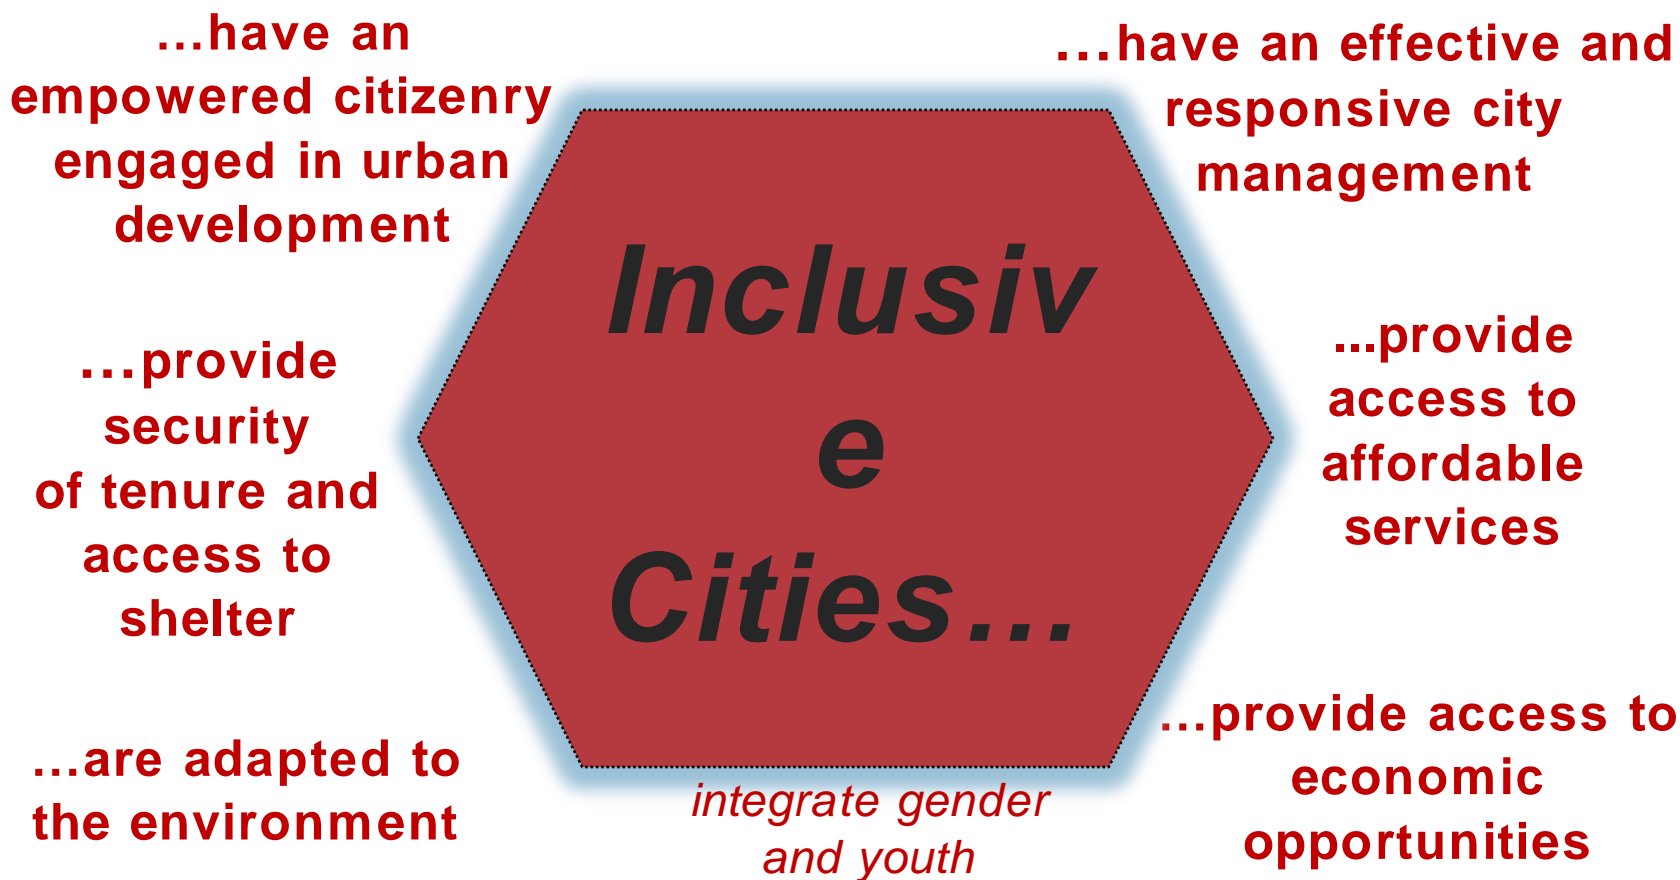 …have an
empowered citizenry
engaged in urban
development
…have an effective and
responsive city
management
Inclusiv
e
Cities…
…provide
security
of tenure and
access to
shelter
...provide
access to
affordable
services
…are adapted to
the environment
integrate gender
and youth
…provide access to
economic
opportunities